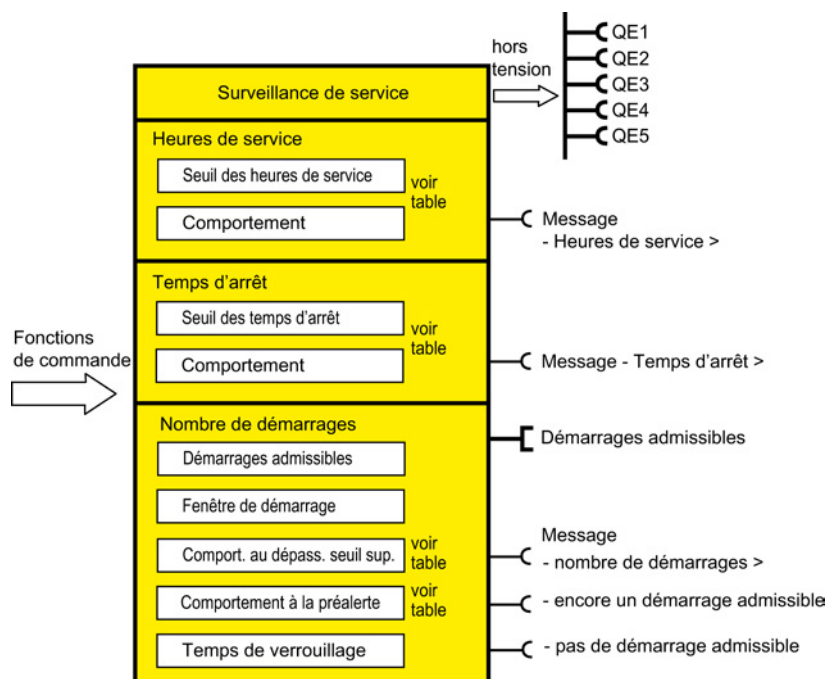 hors
tension
QE1
QE2
QE3
QE4
QE5
Surveillance de service
Heures de service
Seuil des heures de service
voir
table
Comportement
Message
- Heures de service >
Temps d'arrêt
Seuil des temps d'arrêt
voir
table
Comportement
Message - Temps d'arrêt >
Fonctions
de commande
Nombre de démarrages
Démarrages admissibles
Démarrages admissibles
Fenêtre de démarrage
Comport. au dépass. seuil sup.
voir
table
Message
- nombre de démarrages >
Comportement à la préalerte
voir
table
- encore un démarrage admissible
Temps de verrouillage
- pas de démarrage admissible